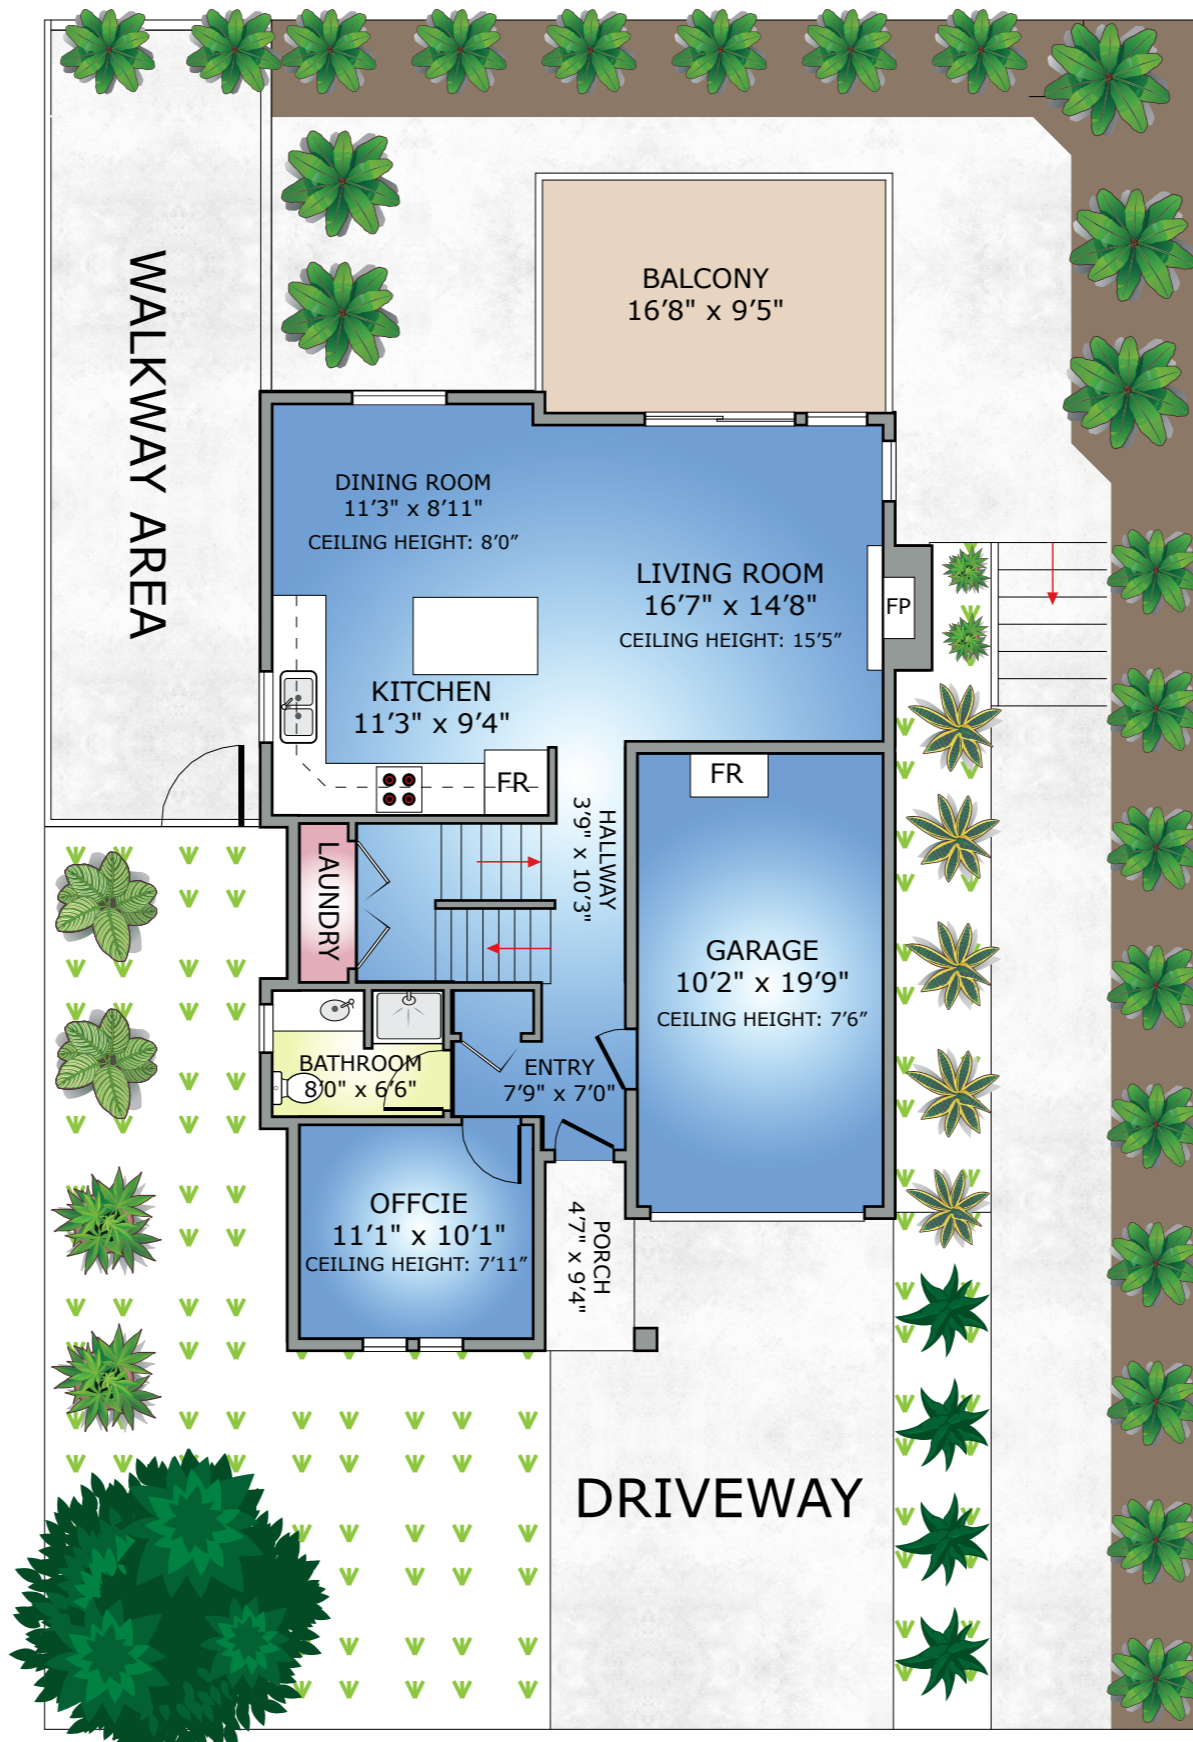 BALCONY
16'8" x 9'5"
WALKWAY AREA
DINING ROOM
11'3" x 8'11"
CEILING HEIGHT: 8'0"
LIVING ROOM
16'7" x 14'8"
CEILING HEIGHT: 15'5"
FP
KITCHEN
11'3" x 9'4"
FR
FR
HALLWAY
3'9" x 10'3"
LAUNDRY
GARAGE
10'2" x 19'9"
CEILING HEIGHT: 7'6"
BATHROOM
8'0" x 6'6"
ENTRY
7'9" x 7'0"
OFFCIE
11'1" x 10'1"
CEILING HEIGHT: 7'11"
PORCH
4'7" x 9'4"
DRIVEWAY